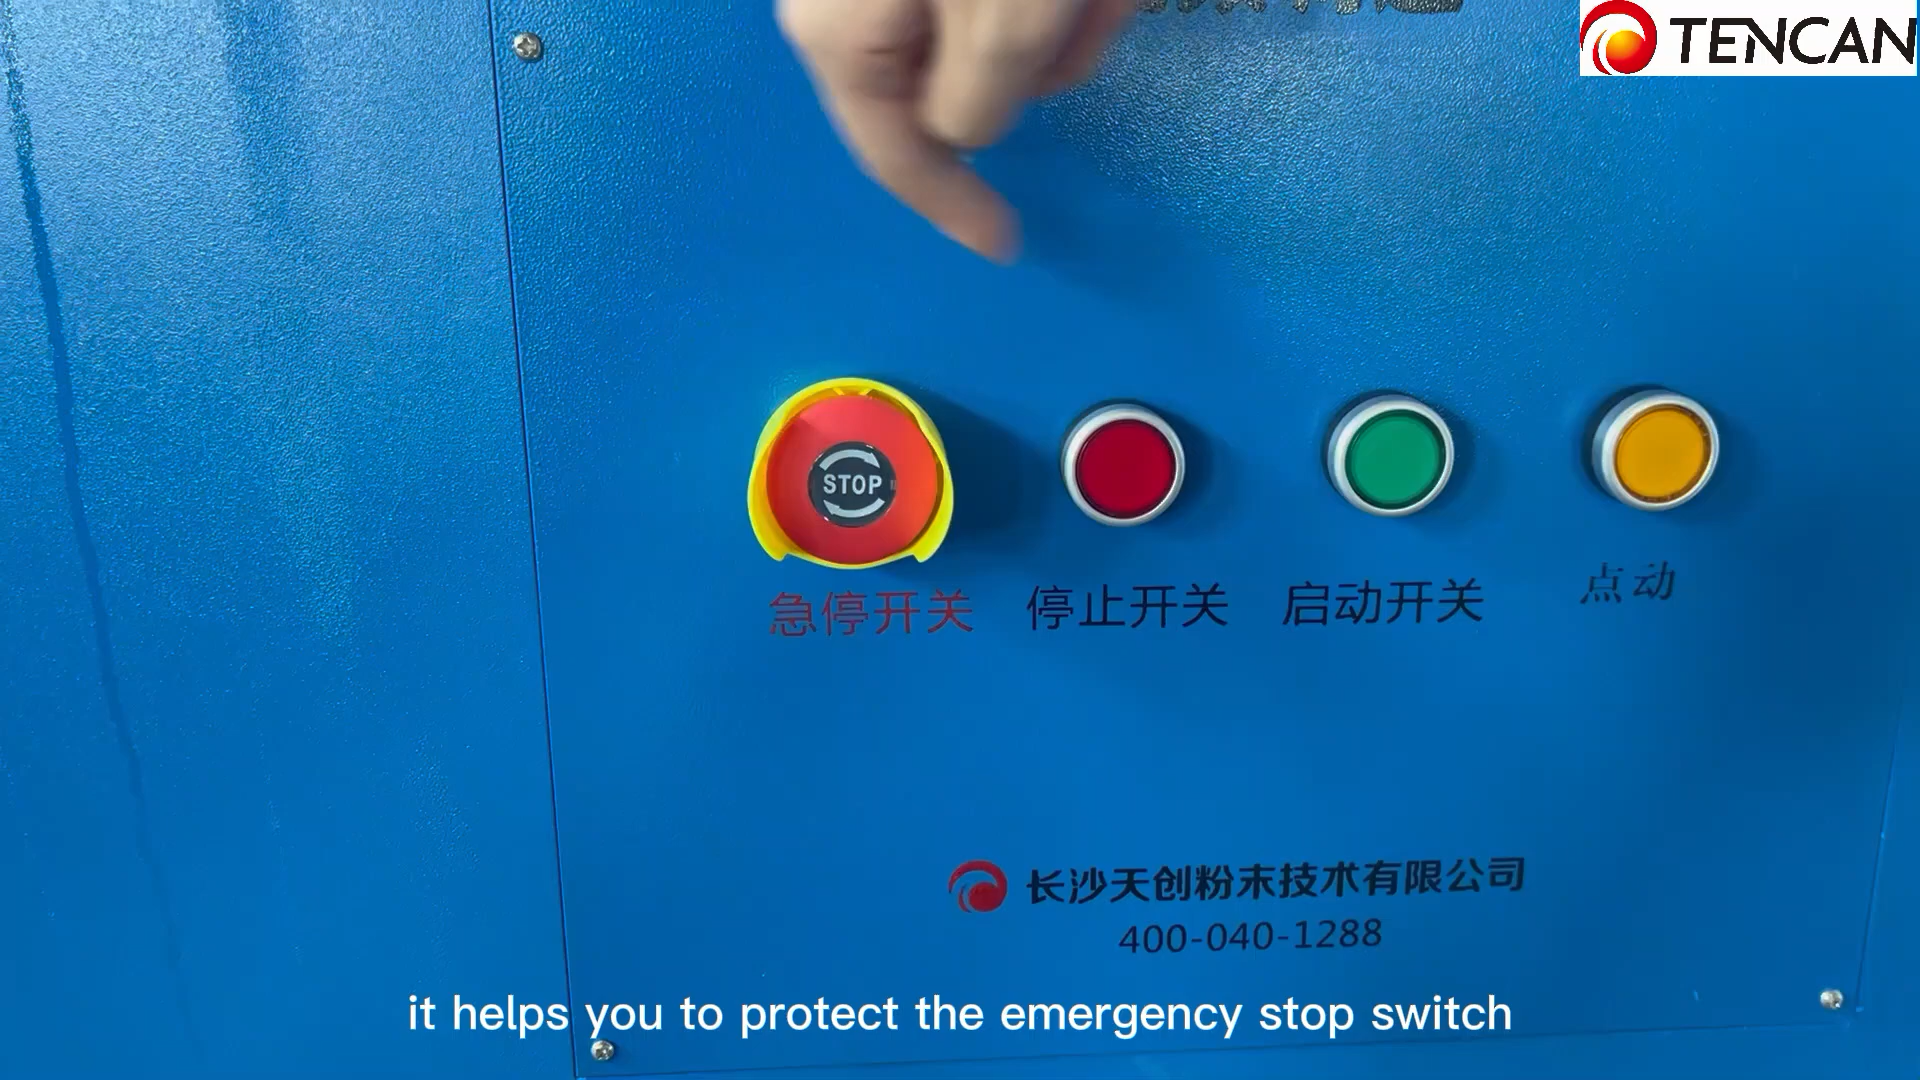 TENCAN
STOP
急停开关 停止开关 启动开关 点动
长沙天创粉末技术有限公司
400-040-1288
it helps you to protect the emergency stop switch